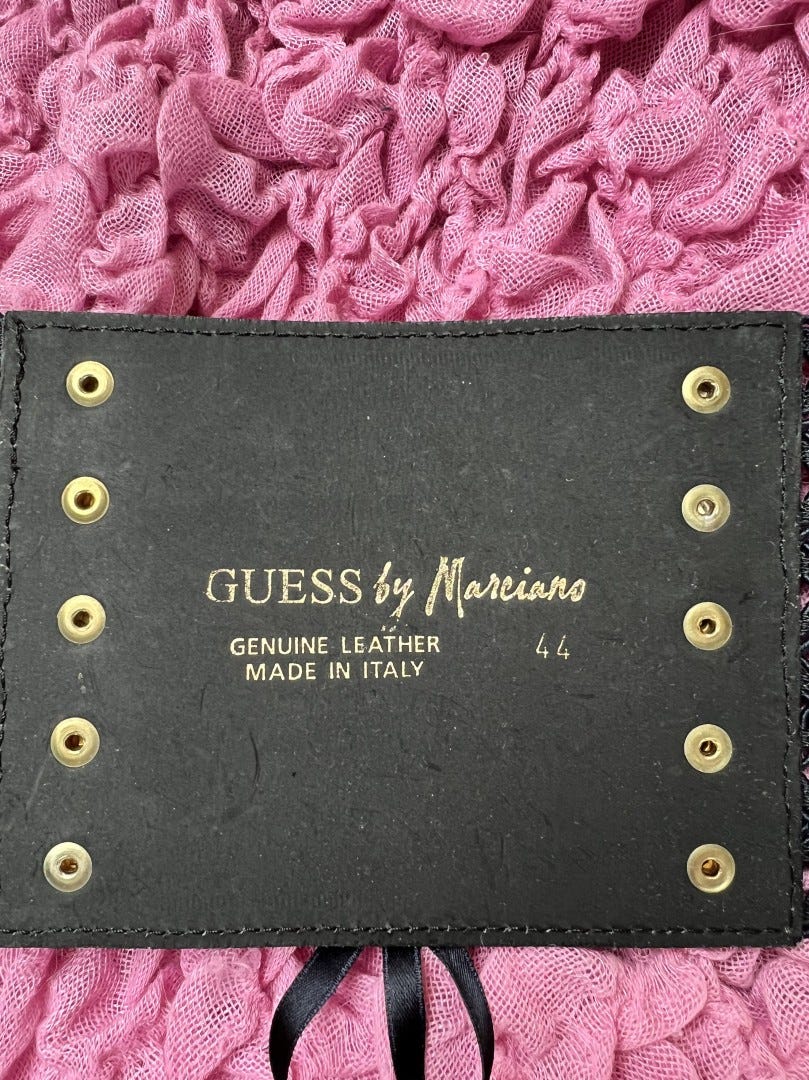 GUESS by Marciano
GENUINE LEATHER 44
MADE IN ITALY